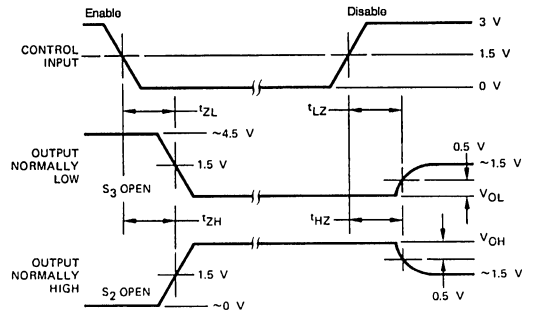 Enable
Disable
3 V
CONTROL
INPUT
1.5 V
0 V
tZL
tLZ
~4.5 V
0.5 V
OUTPUT
NORMALLY
LOW
1.5 V
~1.5 V
S3 OPEN
VOL
tZH
tHZ
VOH
OUTPUT
NORMALLY
HIGH
1.5 V
~1.5 V
S2 OPEN
~0 V
0.5 V